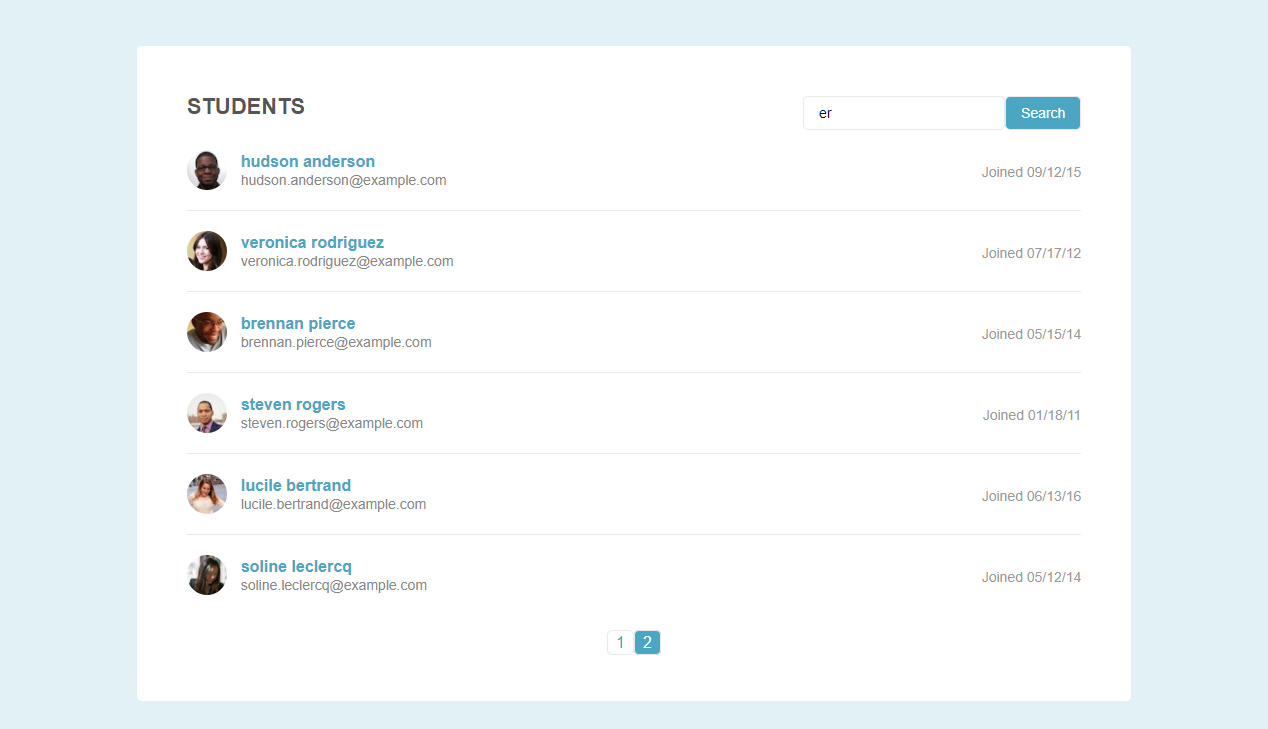 STUDENTS
er
Search
hudson anderson
hudson.anderson@example.com
Joined 09/12/15
veronica rodriguez
veronica.rodriguez@example.com
Joined 07/17/12
brennan pierce
brennan.pierce@example.com
Joined 05/15/14
steven rogers
steven.rogers@example.com
Joined 01/18/11
lucile bertrand
lucile.bertrand@example.com
Joined 06/13/16
soline leclercq
soline.leclercq@example.com
Joined 05/12/14
1 2